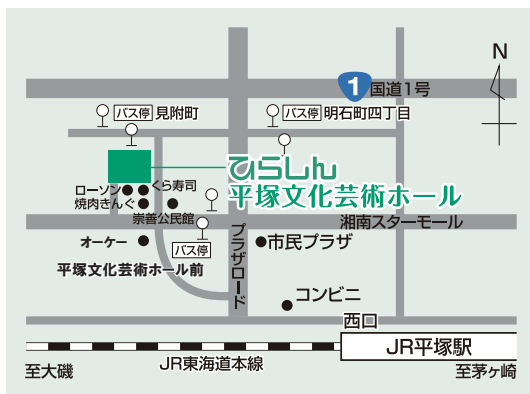 N
1
国道1号
バス停 見附町
バス停 明石町四丁目
ひらしん
平塚文化芸術ホール
ローソン
くら寿司
焼肉きんぐ
崇善公民館
湘南スターモール
オーケー
バス停
平塚文化芸術ホール前
プラザロード
市民プラザ
コンビニ
西口
JR平塚駅
JR東海道本線
至大磯
至茅ヶ崎